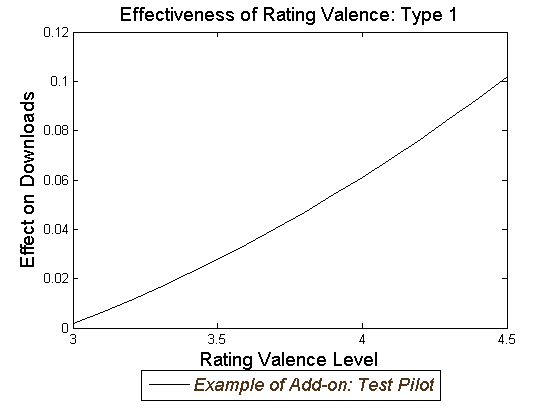 Effectiveness of Rating Valence: Type 1
0.12
0.1
0.08
0.06
0.04
0.02
0
Effect on Downloads
3 3.5 4 4.5
Rating Valence Level
Example of Add-on: Test Pilot